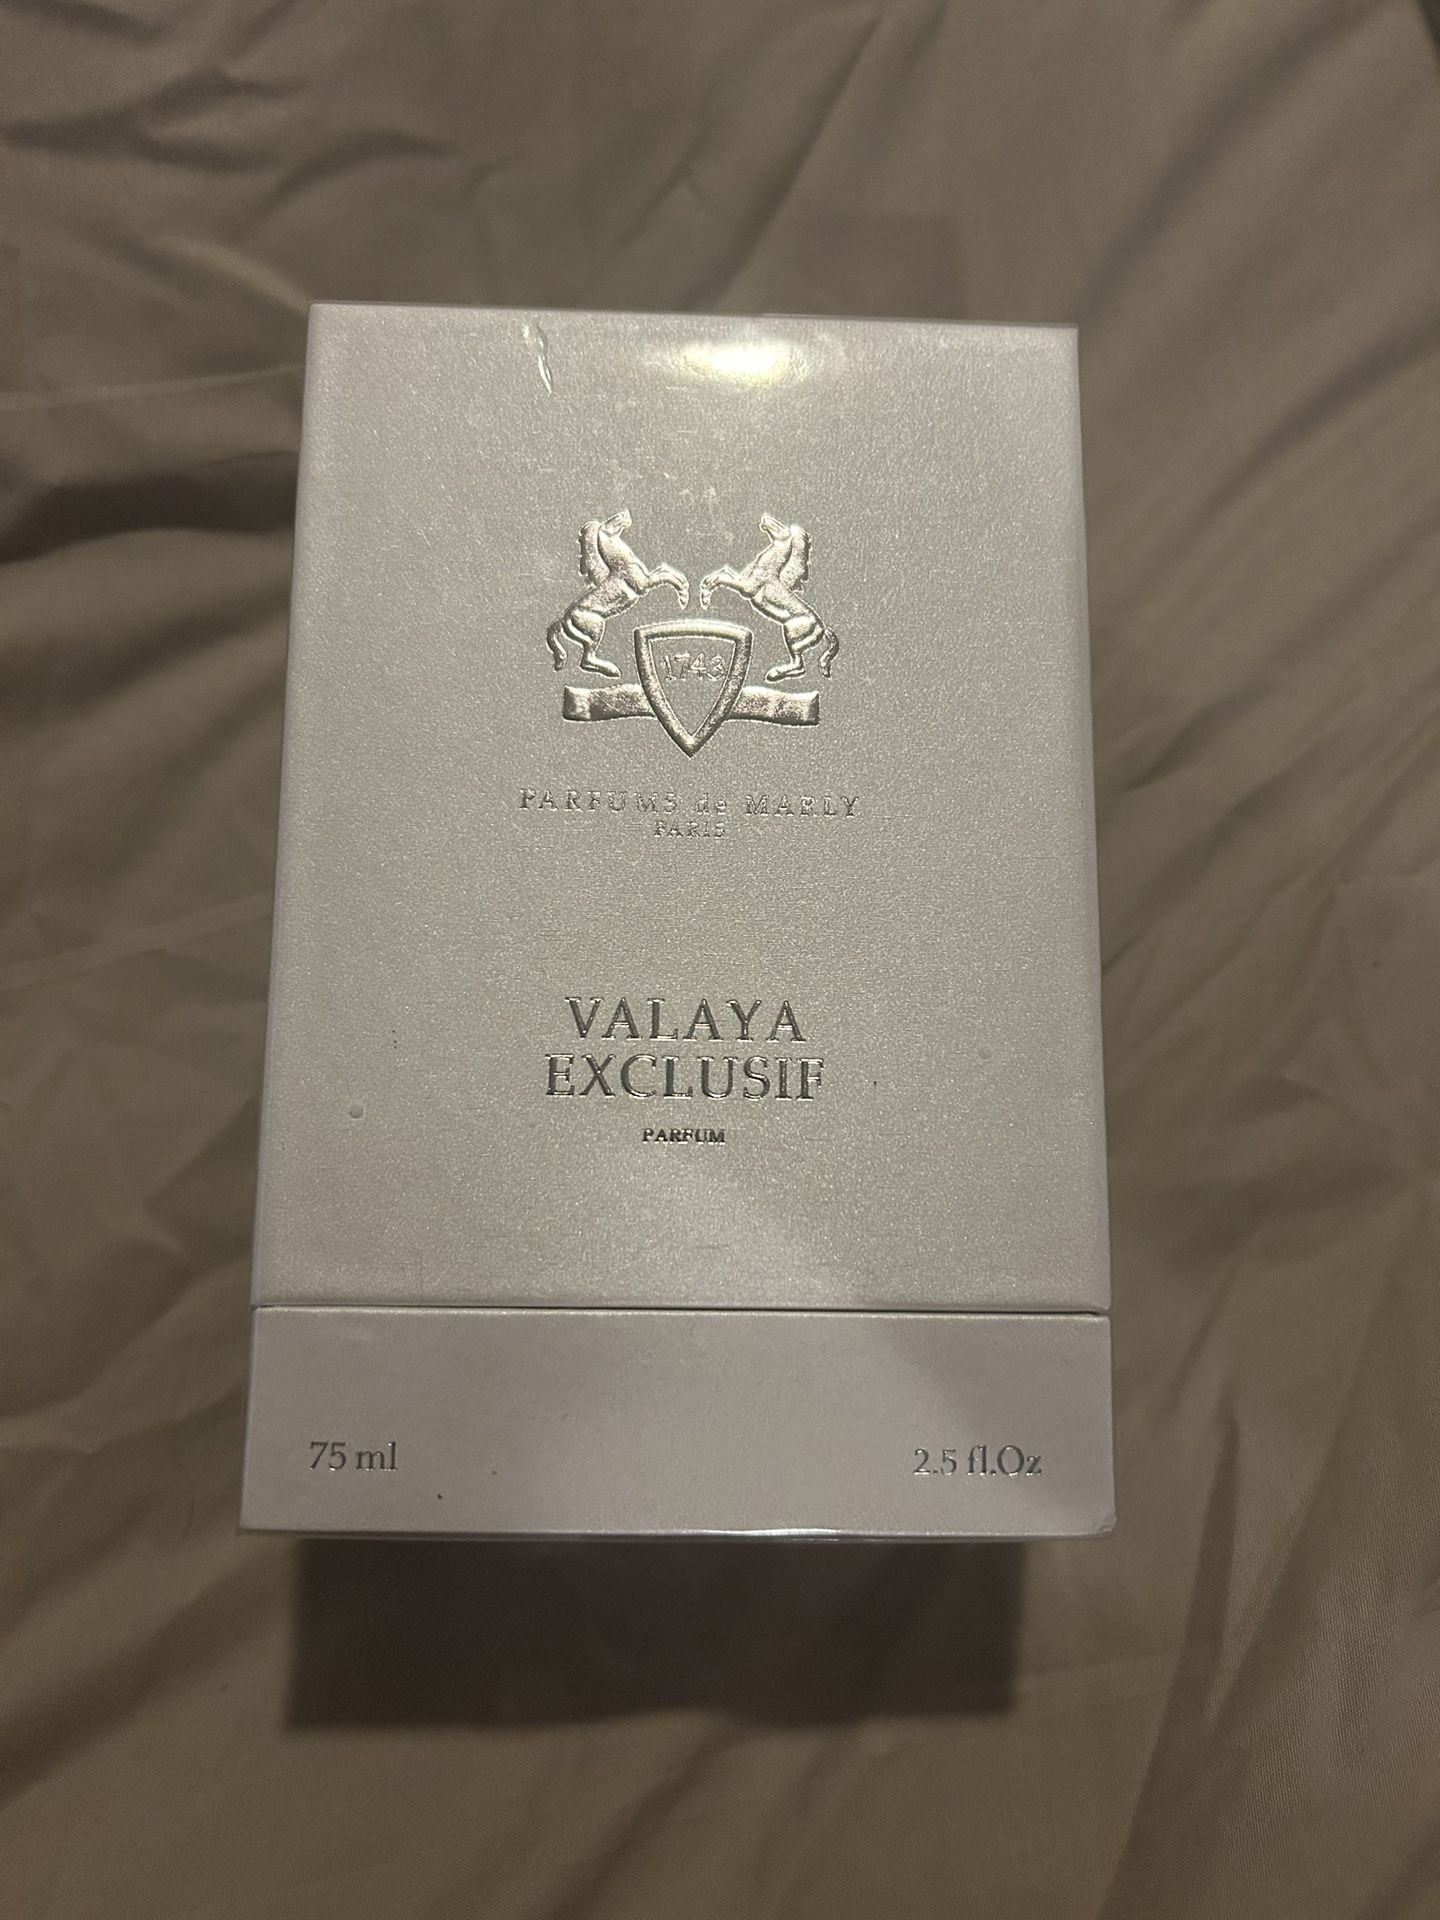 1743
PARFUMS de MARLY
PARIS
VALAYA
EXCLUSIF
PARFUM
75 ml
2.5 fl.Oz